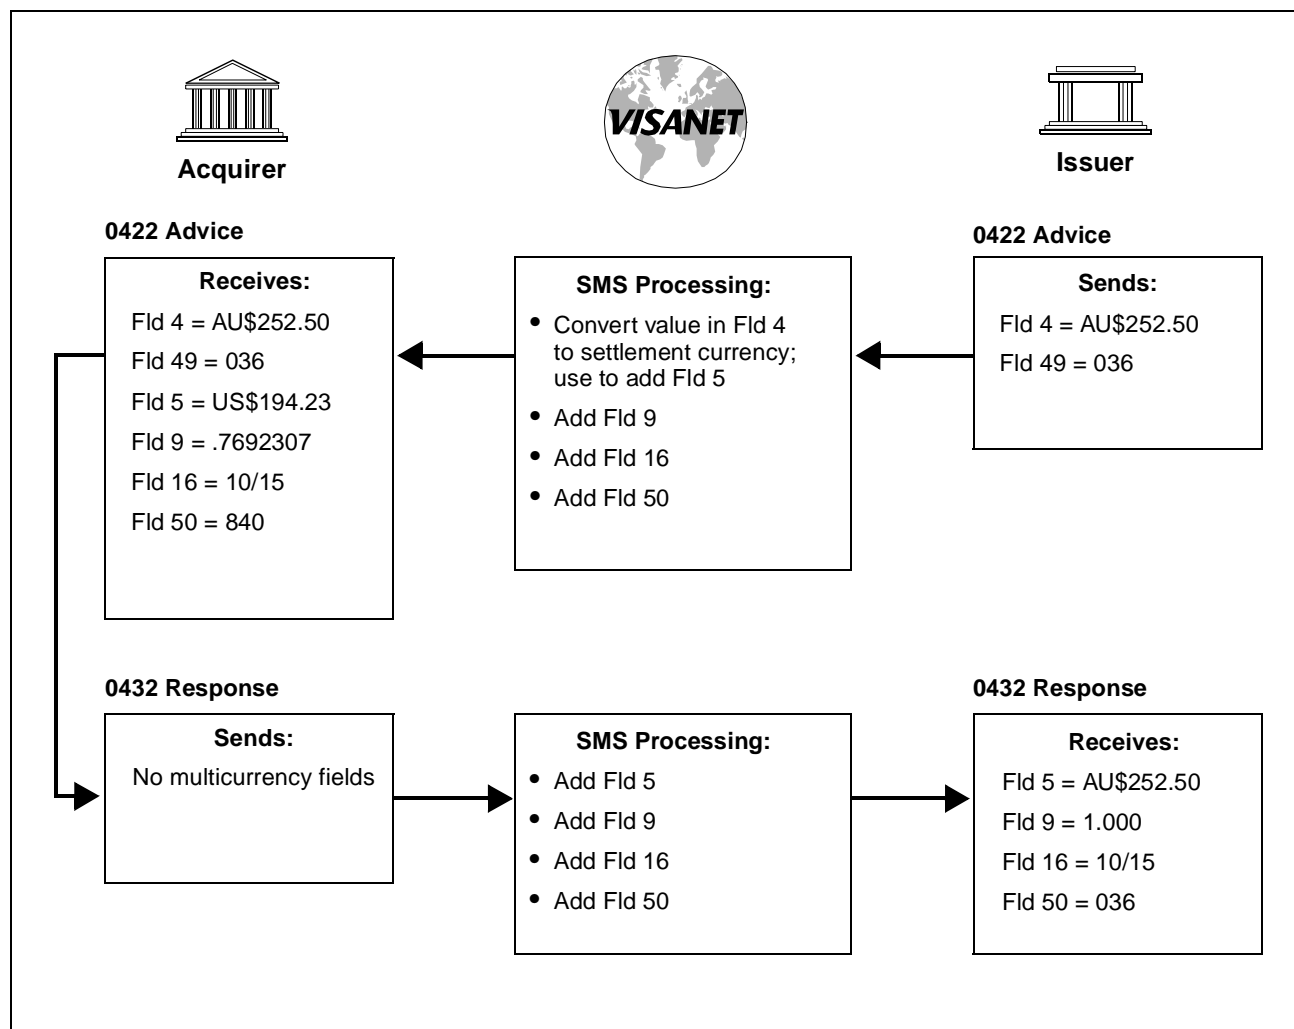 Acquirer
VISANET
Issuer
0422 Advice
Receives:
Fld 4 = AU$252.50
Fld 49 = 036
Fld 5 = US$194.23
Fld 9 = .7692307
Fld 16 = 10/15
Fld 50 = 840
SMS Processing:
• Convert value in Fld 4
to settlement currency;
use to add Fld 5
• Add Fld 9
• Add Fld 16
• Add Fld 50
0422 Advice
Sends:
Fld 4 = AU$252.50
Fld 49 = 036
0432 Response
Sends:
No multicurrency fields
SMS Processing:
• Add Fld 5
• Add Fld 9
• Add Fld 16
• Add Fld 50
0432 Response
Receives:
Fld 5 = AU$252.50
Fld 9 = 1.000
Fld 16 = 10/15
Fld 50 = 036